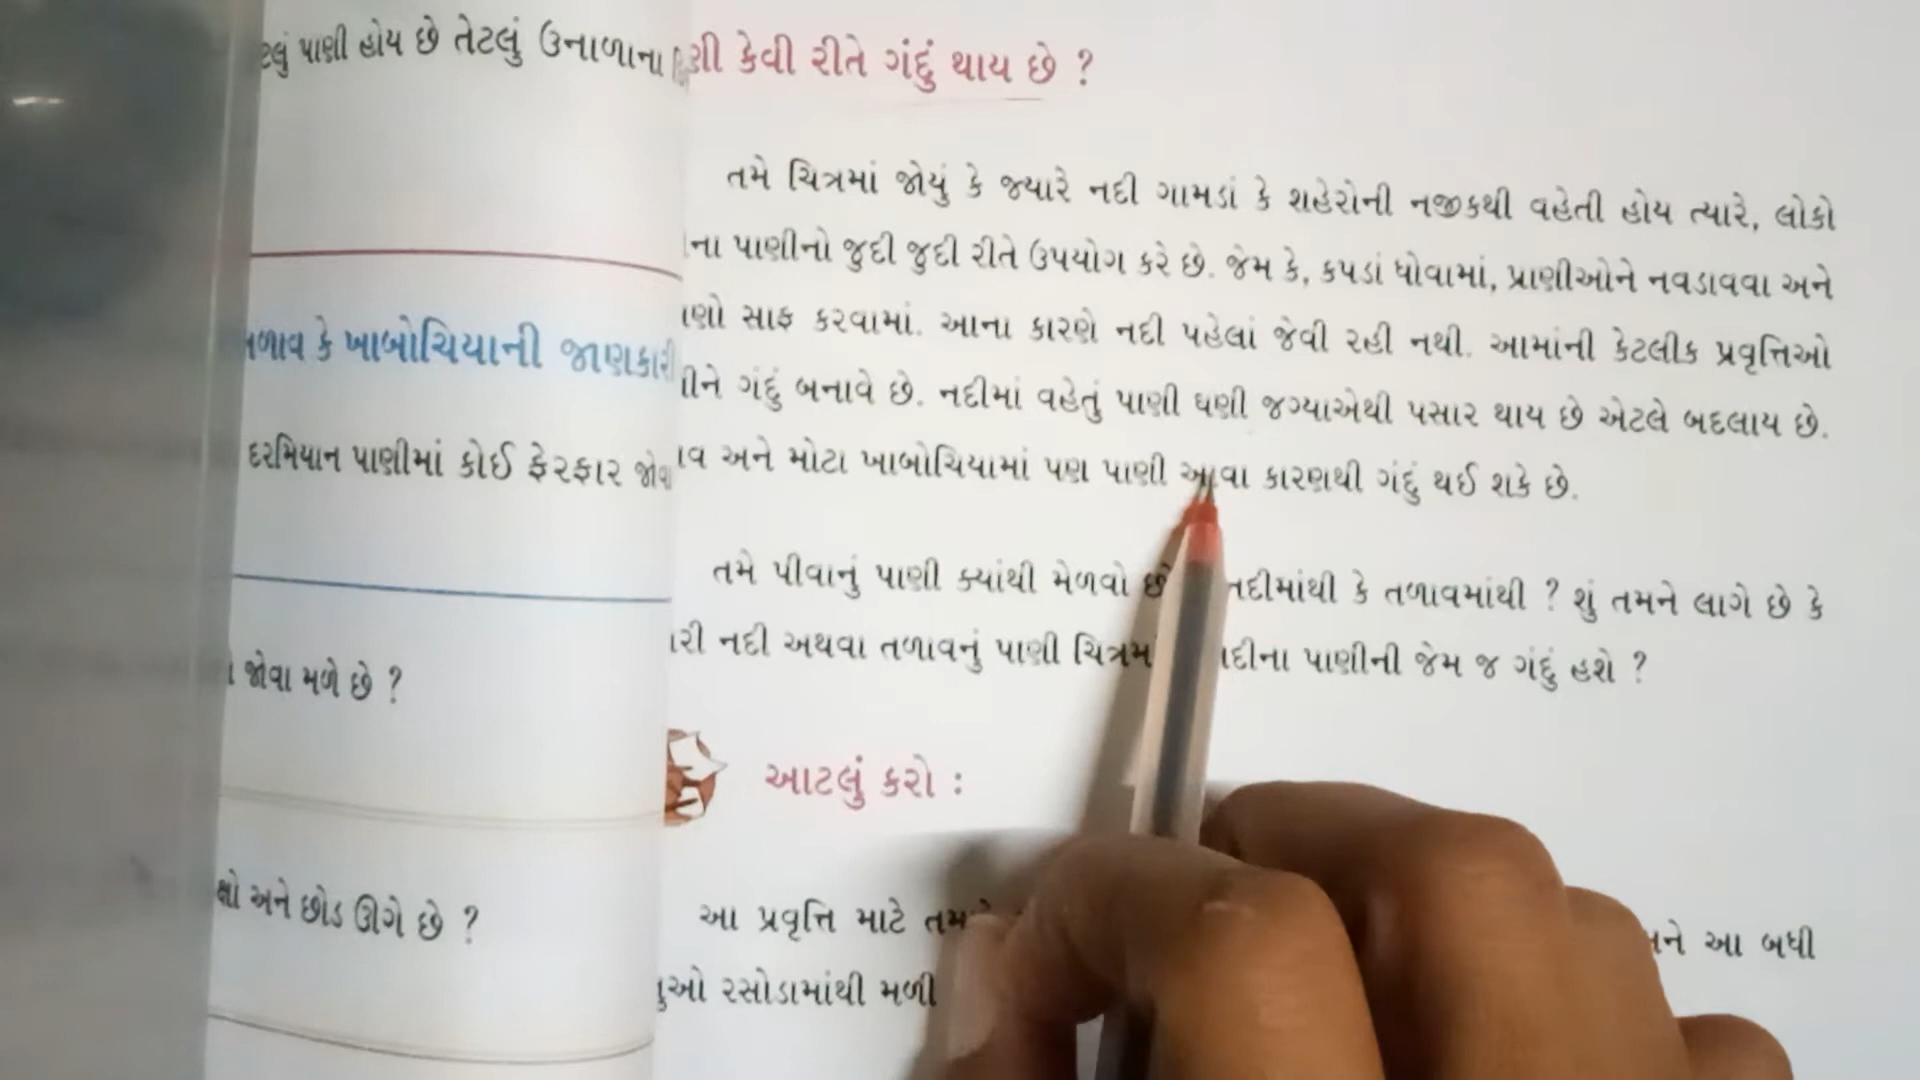 પાણી હોય છે તેટલું ઉનાળાના
તળાવ કે ખાબોચિયાની જાણકારી
દરમિયાન પાણીમાં કોઈ ફેરફાર
જોવા મળે છે ?
અને છોડ ઊગે છે ?
કેવી રીતે ગંદું થાય છે ?
તમે ચિત્રમાં જોયું કે જ્યારે નદી ગામડાં કે શહેરોની નજીકથી વહેતી હોય ત્યારે, લોકો
ના પાણીનો જુદી જુદી રીતે ઉપયોગ કરે છે. જેમ કે, કપડાં ધોવામાં, પ્રાણીઓને નવડાવવા અને
સાફ કરવામાં. આના કારણે નદી પહેલાં જેવી રહી નથી. આમાંની કેટલીક પ્રવૃત્તિઓ
ગંદું બનાવે છે. નદીમાં વહેતું પાણી ઘણી જગ્યાએથી પસાર થાય છે એટલે બદલાય છે.
અને મોટા ખાબોચિયામાં પણ પાણી આવા કારણથી ગંદું થઈ શકે છે.
તમે પીવાનું પાણી ક્યાંથી મેળવો છો નદીમાંથી કે તળાવમાંથી ? શું તમને લાગે છે કે
રી નદી અથવા તળાવનું પાણી ચિત્રમાં નદીના પાણીની જેમ જ ગંદું હશે ?
આટલું કરો :
આ પ્રવૃત્તિ માટે આ બધી
રસોડામાંથી મળી